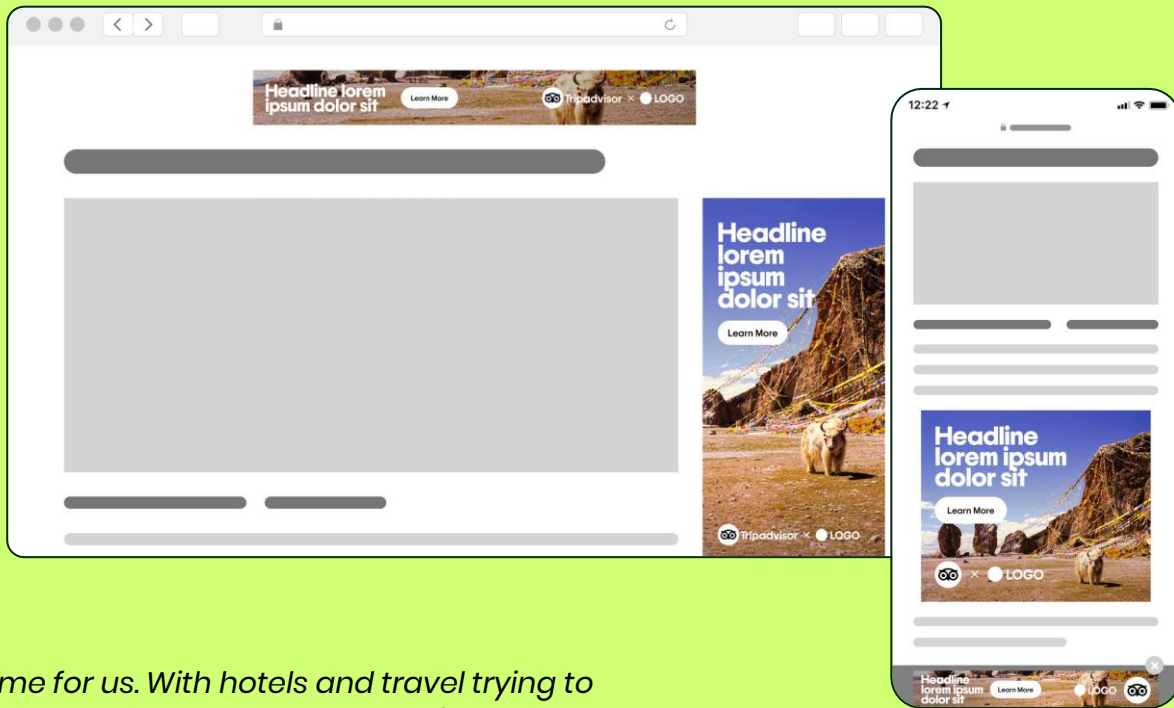 Headline lorem
ipsum dolor sit
Learn More
Tripadvisor × LOGO
Headline
lorem
ipsum
dolor sit
Learn More
Tripadvisor × LOGO
12:22
Headline
lorem ipsum
dolor sit
Learn More
× LOGO
Headline
lorem ipsum
dolor sit
Learn More
LOGO
me for us. With hotels and travel trying to